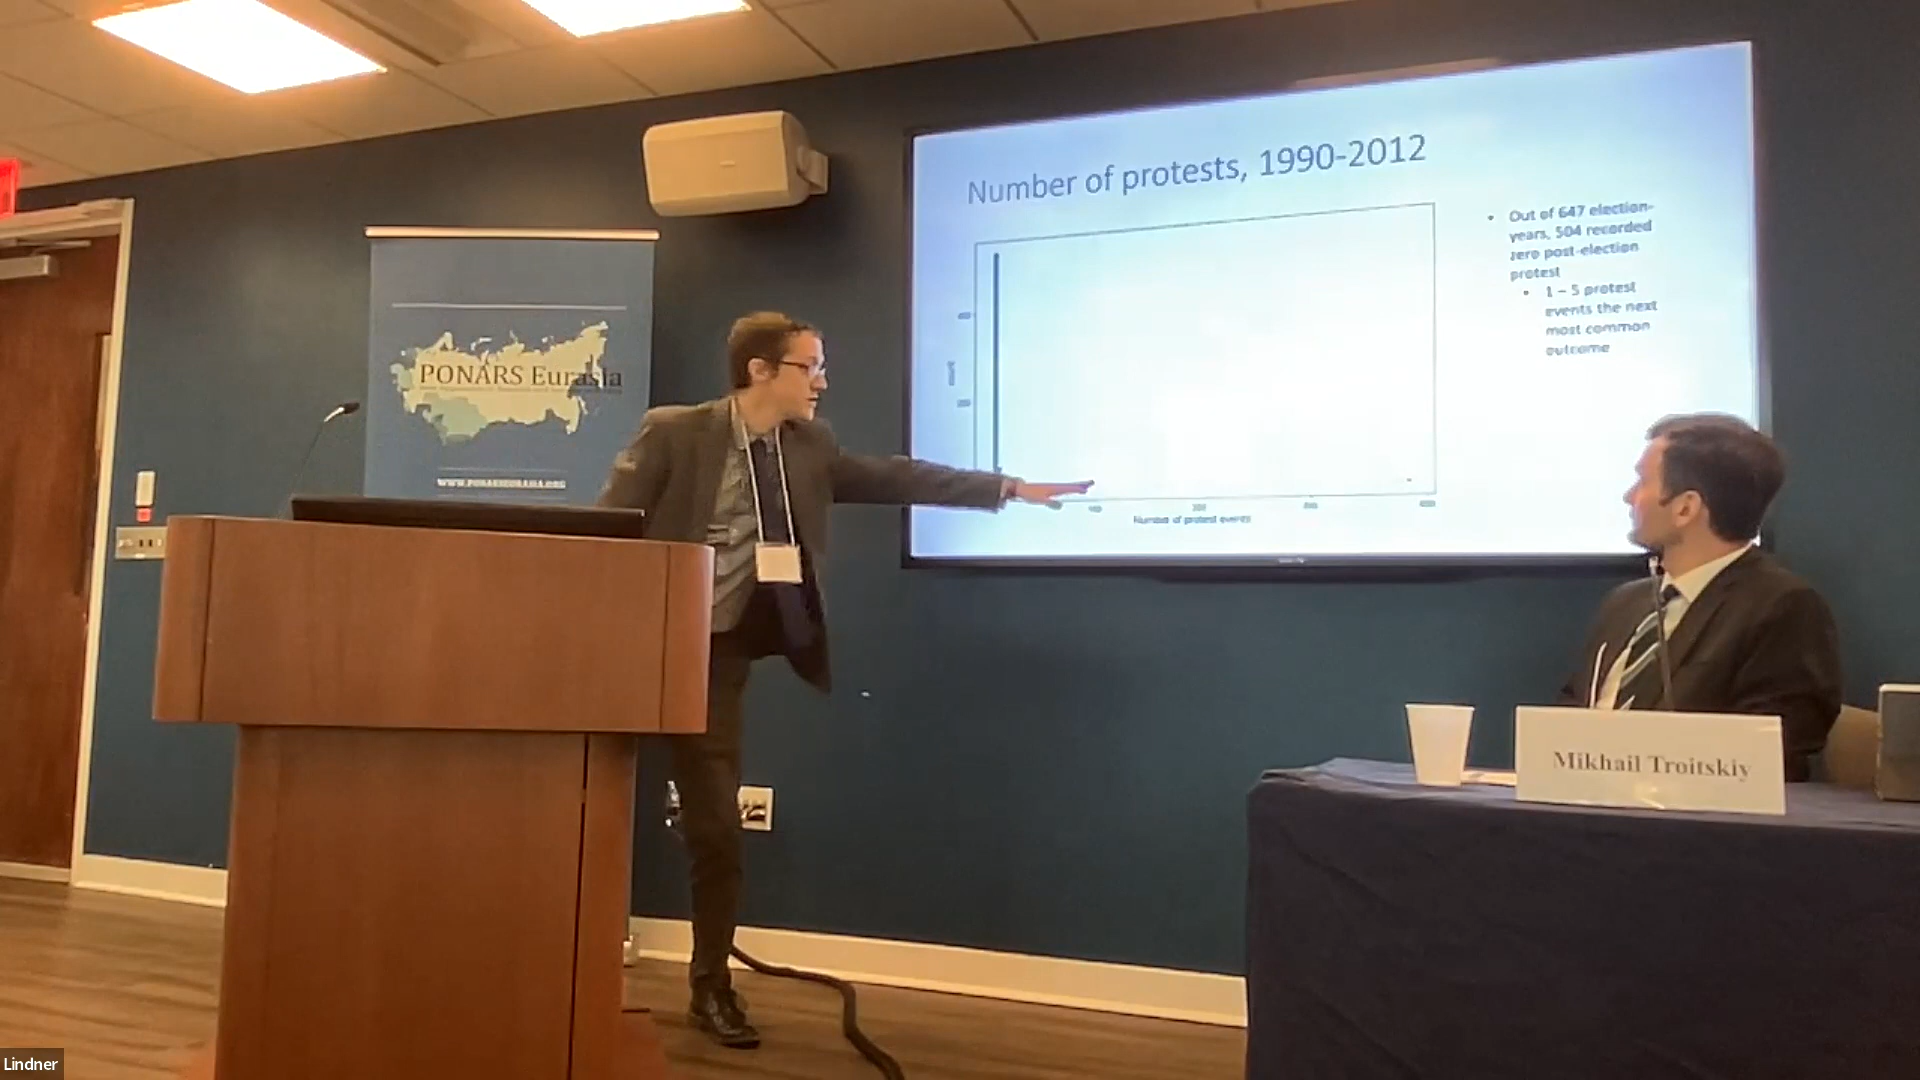 Number of protests, 1990-2012
• Out of 647 election-
years, 504 recorded
zero post-election
protest
• 1 – 5 protest
events the next
most common
outcome
Number of protest events
PONARS Eurasia
WWW.PONARSEURASIA.ORG
Mikhail Troitskiy
Lindner